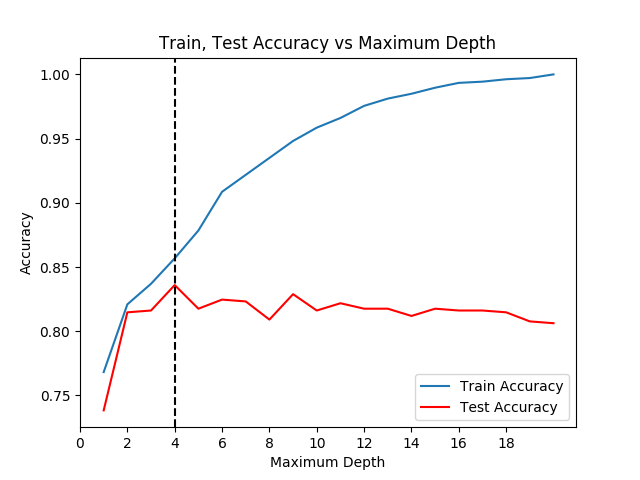 Train, Test Accuracy vs Maximum Depth
1.00
0.95
0.90
0.85
0.80
0.75
Accuracy
Train Accuracy
Test Accuracy
0 2 4 6 8 10 12 14 16 18
Maximum Depth